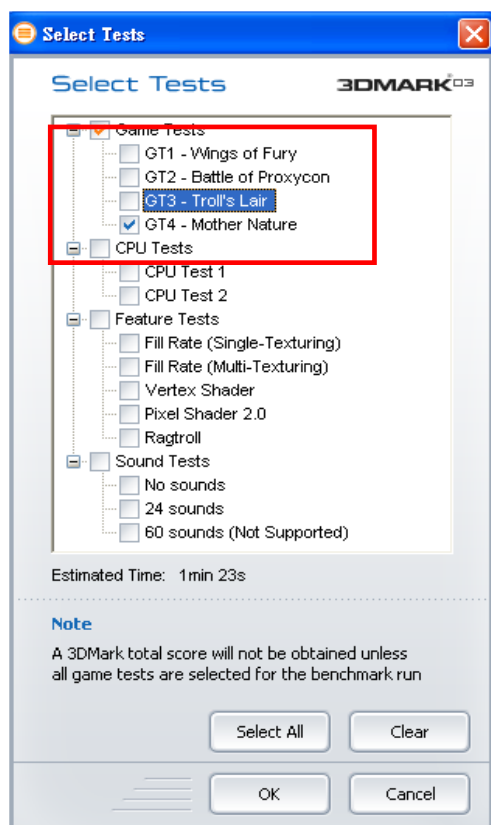 Select Tests
Select Tests
3DMARK®03
Game Tests
GT1 - Wings of Fury
GT2 - Battle of Proxycon
GT3 - Troll's Lair
GT4 - Mother Nature
CPU Tests
CPU Test 1
CPU Test 2
Feature Tests
Fill Rate (Single-Texturing)
Fill Rate (Multi-Texturing)
Vertex Shader
Pixel Shader 2.0
Ragtroll
Sound Tests
No sounds
24 sounds
60 sounds (Not Supported)
Estimated Time: 1min 23s
Note
A 3DMark total score will not be obtained unless
all game tests are selected for the benchmark run
Select All Clear
OK Cancel